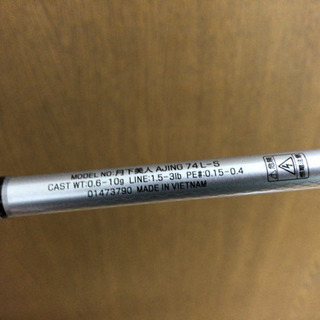 MODEL NO:月下美人 AJING 74L-S
CAST WT:0.6-10g LINE:1.5-3lb PE#:0.15-0.4
01473790 MADE IN VIETNAM